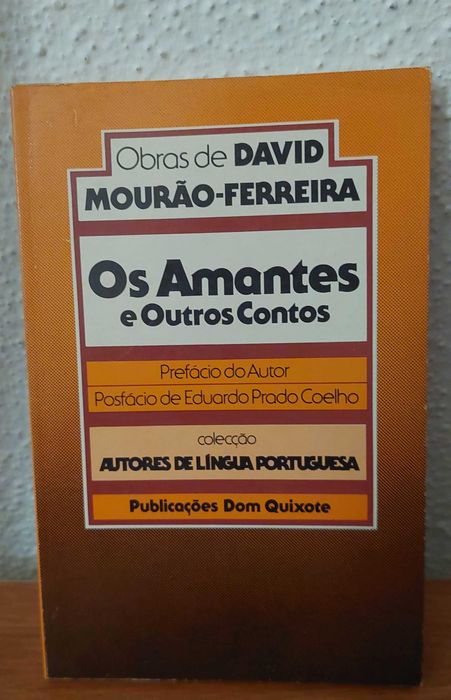 Obras de DAVID
MOURÃO-FERREIRA
Os Amantes
e Outros Contos
Prefácio do Autor
Posfácio de Eduardo Prado Coelho
colecção
AUTORES DE LÍNGUA PORTUGUESA
Publicações Dom Quixote